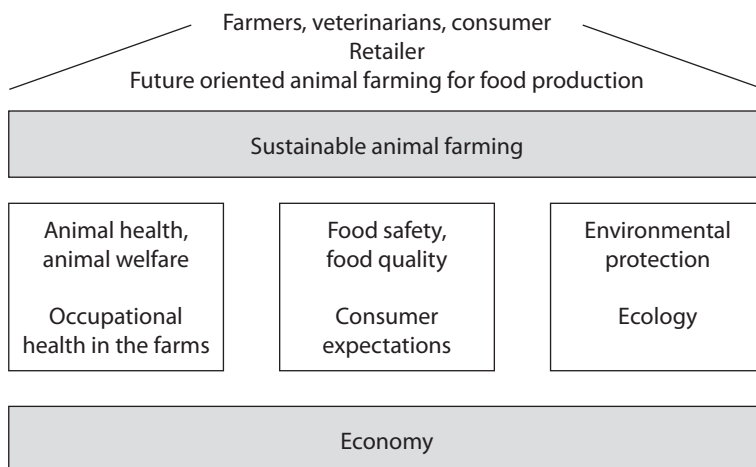 Farmers, veterinarians, consumer
Retailer
Future oriented animal farming for food production
Sustainable animal farming
Animal health,
animal welfare
Occupational
health in the farms
Food safety,
food quality
Consumer
expectations
Environmental
protection
Ecology
Economy